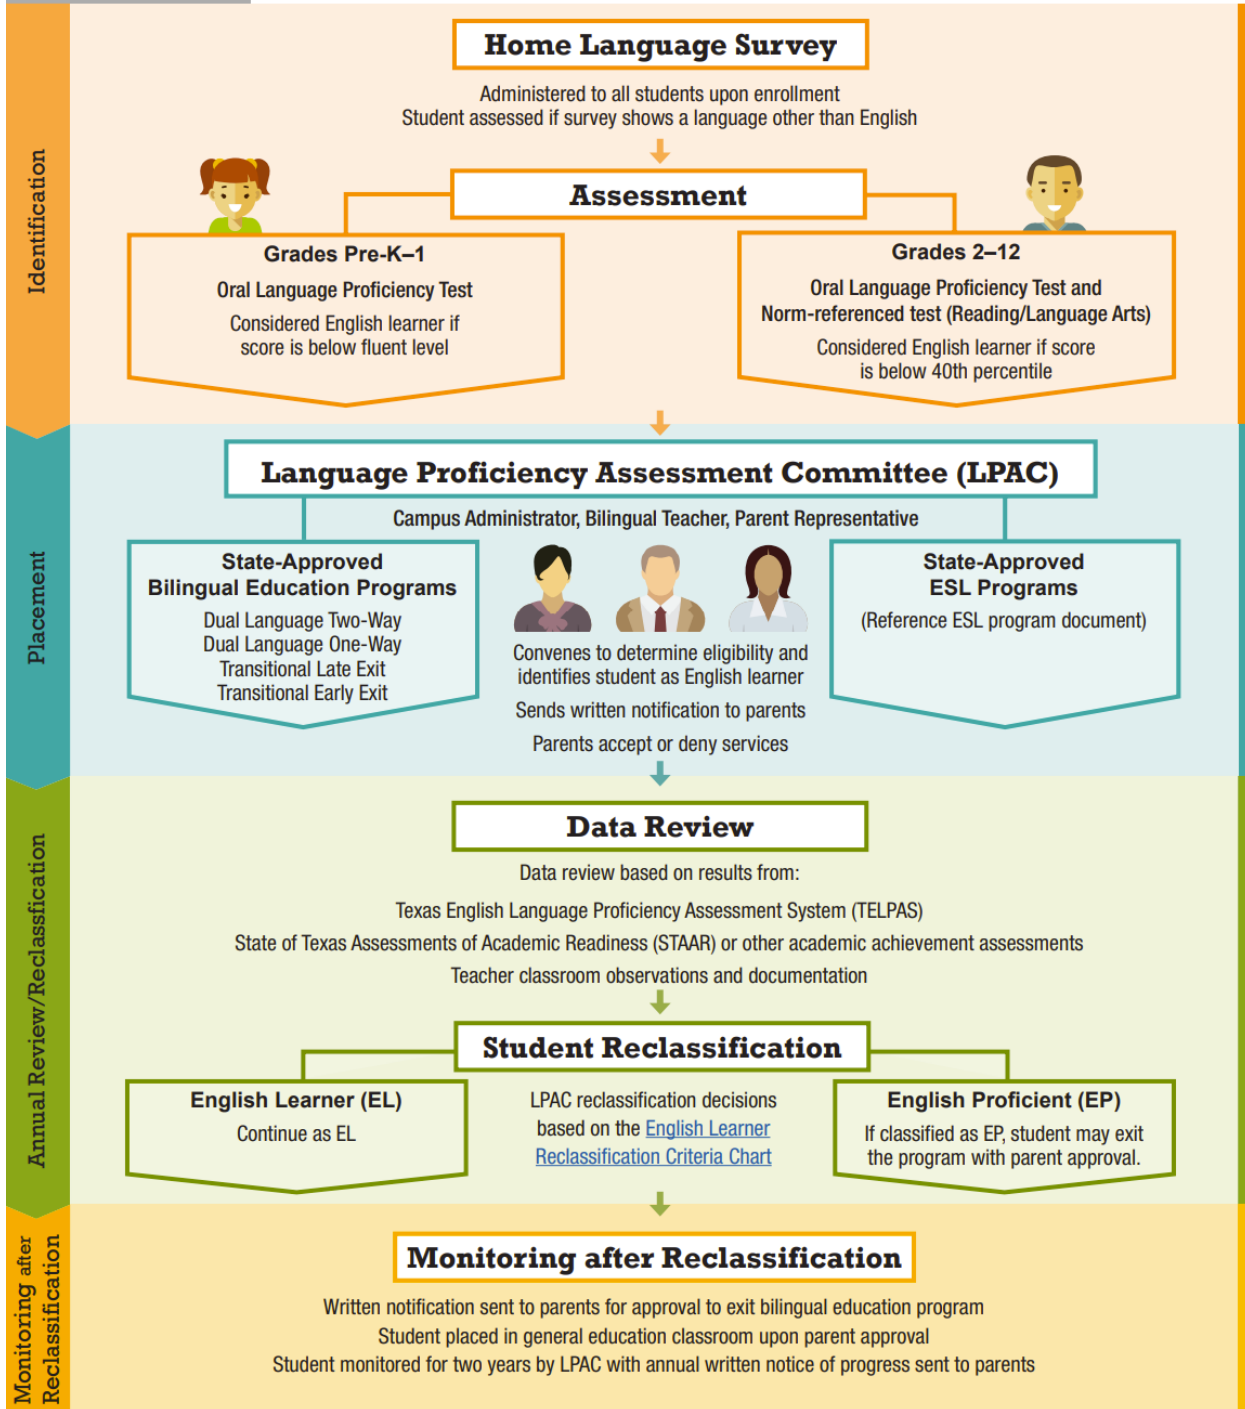 Identification
Home Language Survey
Administered to all students upon enrollment
Student assessed if survey shows a language other than English
Assessment
Grades Pre-K–1
Oral Language Proficiency Test
Considered English learner if
score is below fluent level
Grades 2–12
Oral Language Proficiency Test and
Norm-referenced test (Reading/Language Arts)
Considered English learner if score
is below 40th percentile
Placement
Language Proficiency Assessment Committee (LPAC)
Campus Administrator, Bilingual Teacher, Parent Representative
State-Approved
Bilingual Education Programs
Dual Language Two-Way
Dual Language One-Way
Transitional Late Exit
Transitional Early Exit
Convenes to determine eligibility and
identifies student as English learner
Sends written notification to parents
Parents accept or deny services
State-Approved
ESL Programs
(Reference ESL program document)
Annual Review/Reclassfication
Data Review
Data review based on results from:
Texas English Language Proficiency Assessment System (TELPAS)
State of Texas Assessments of Academic Readiness (STAAR) or other academic achievement assessments
Teacher classroom observations and documentation
Student Reclassification
English Learner (EL)
Continue as EL
LPAC reclassification decisions
based on the English Learner
Reclassification Criteria Chart
English Proficient (EP)
If classified as EP, student may exit
the program with parent approval.
Monitoring after
Reclassification
Monitoring after Reclassification
Written notification sent to parents for approval to exit bilingual education program
Student placed in general education classroom upon parent approval
Student monitored for two years by LPAC with annual written notice of progress sent to parents